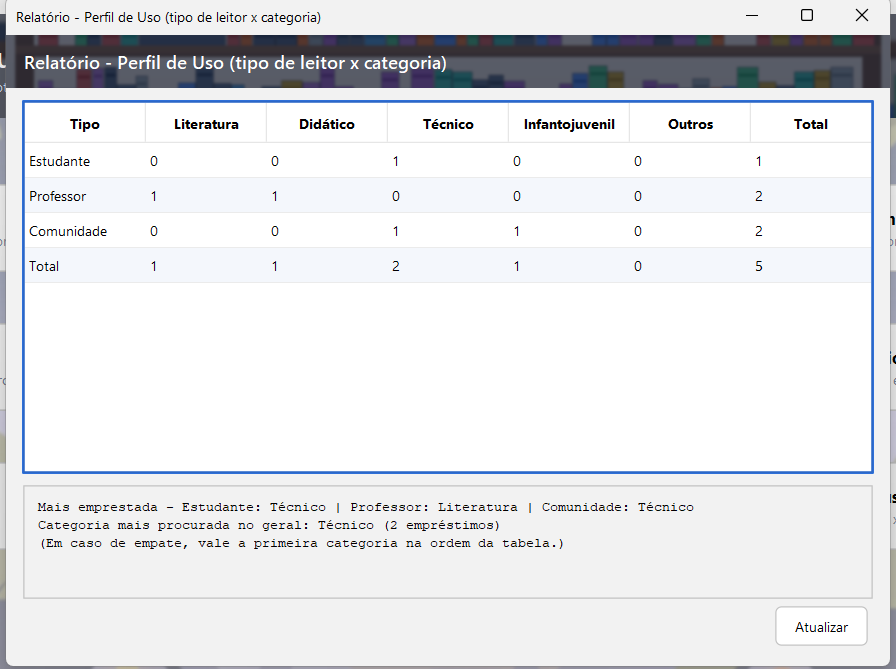 Relatório - Perfil de Uso (tipo de leitor x categoria)
Relatório - Perfil de Uso (tipo de leitor x categoria)
Tipo Literatura Didático Técnico Infantojuvenil Outros Total
Estudante 0 0 1 0 0 1
Professor 1 1 0 0 0 2
Comunidade 0 0 1 1 0 2
Total 1 1 2 1 0 5
Mais emprestada - Estudante: Técnico | Professor: Literatura | Comunidade: Técnico
Categoria mais procurada no geral: Técnico (2 empréstimos)
(Em caso de empate, vale a primeira categoria na ordem da tabela.)
Atualizar